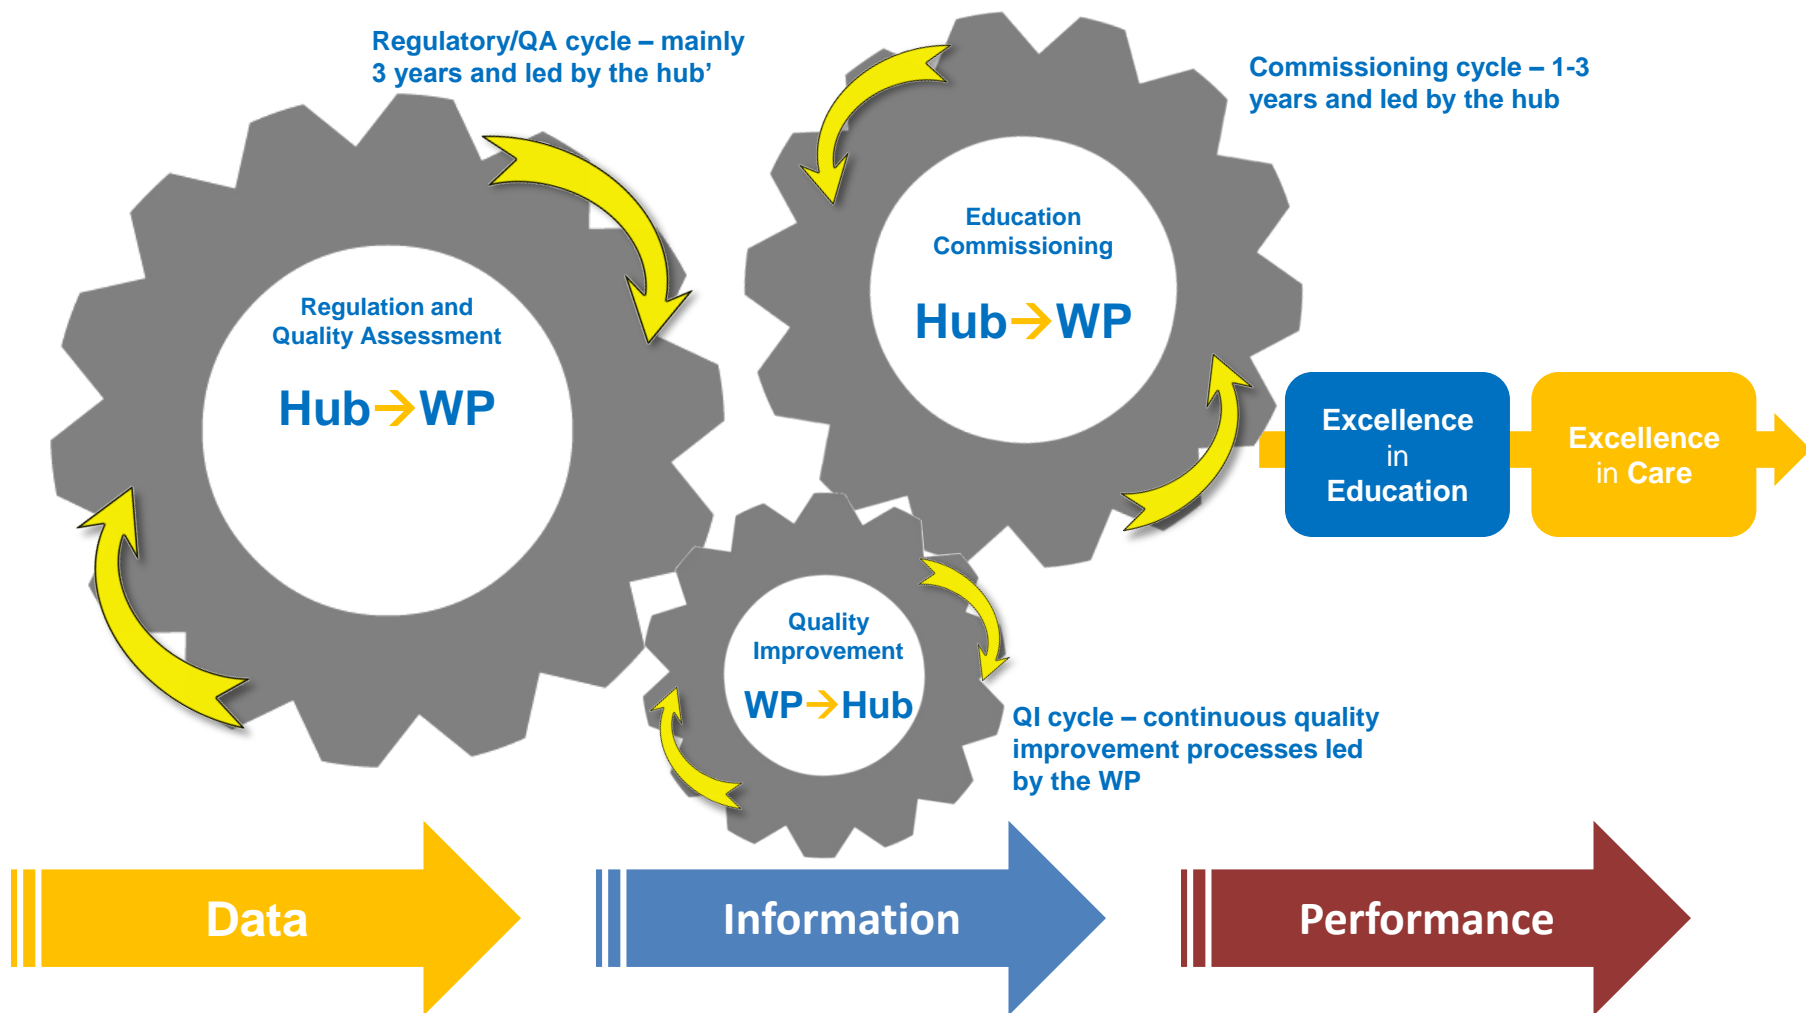 Regulatory/QA cycle – mainly
3 years and led by the hub’
Commissioning cycle – 1-3
years and led by the hub
Education
Commissioning
Hub→WP
Regulation and
Quality Assessment
Hub→WP
Excellence
in
Education
Excellence
in Care
Quality
Improvement
WP→Hub
QI cycle – continuous quality
improvement processes led
by the WP
Data
Information
Performance